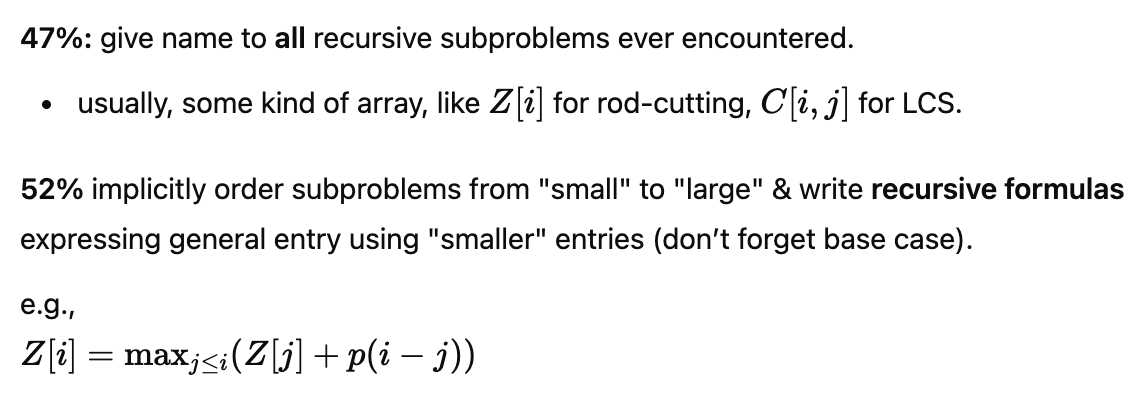 47%: give name to all recursive subproblems ever encountered.
• usually, some kind of array, like Z[i] for rod-cutting, C[i, j] for LCS.
52% implicitly order subproblems from "small" to "large" & write recursive formulas
expressing general entry using "smaller" entries (don’t forget base case).
e.g.,
Z[i] = max_{j≤i}(Z[j] + p(i − j))